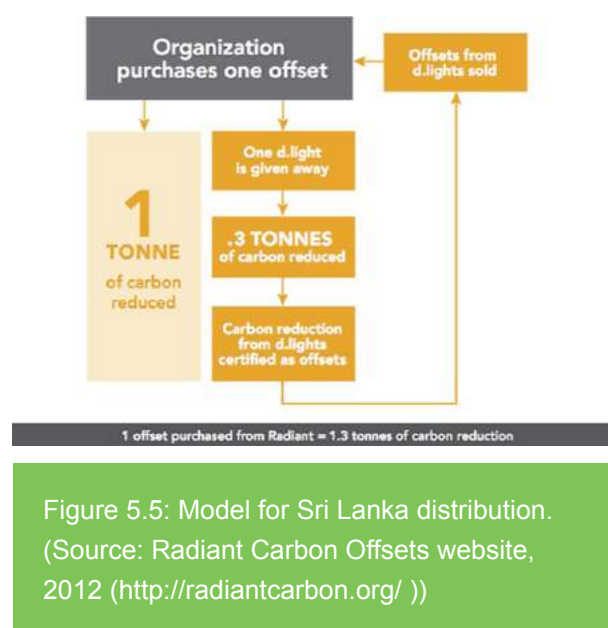 Organization
purchases one offset
Offsets from
d.lights sold
1
TONNE
of carbon
reduced
One d.light
is given away
.3 TONNES
of carbon reduced
Carbon reduction
from d.lights
certified as offsets
1 offset purchased from Radiant = 1.3 tonnes of carbon reduction
Figure 5.5: Model for Sri Lanka distribution.
(Source: Radiant Carbon Offsets website,
2012 (http://radiantcarbon.org/ ))